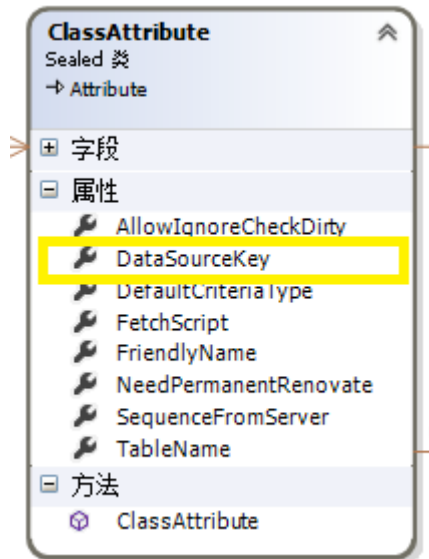 ClassAttribute
Sealed 类
Attribute
字段
属性
AllowIgnoreCheckDirty
DataSourceKey
DefaultCriteriaType
FetchScript
FriendlyName
NeedPermanentRenovate
SequenceFromServer
TableName
方法
ClassAttribute